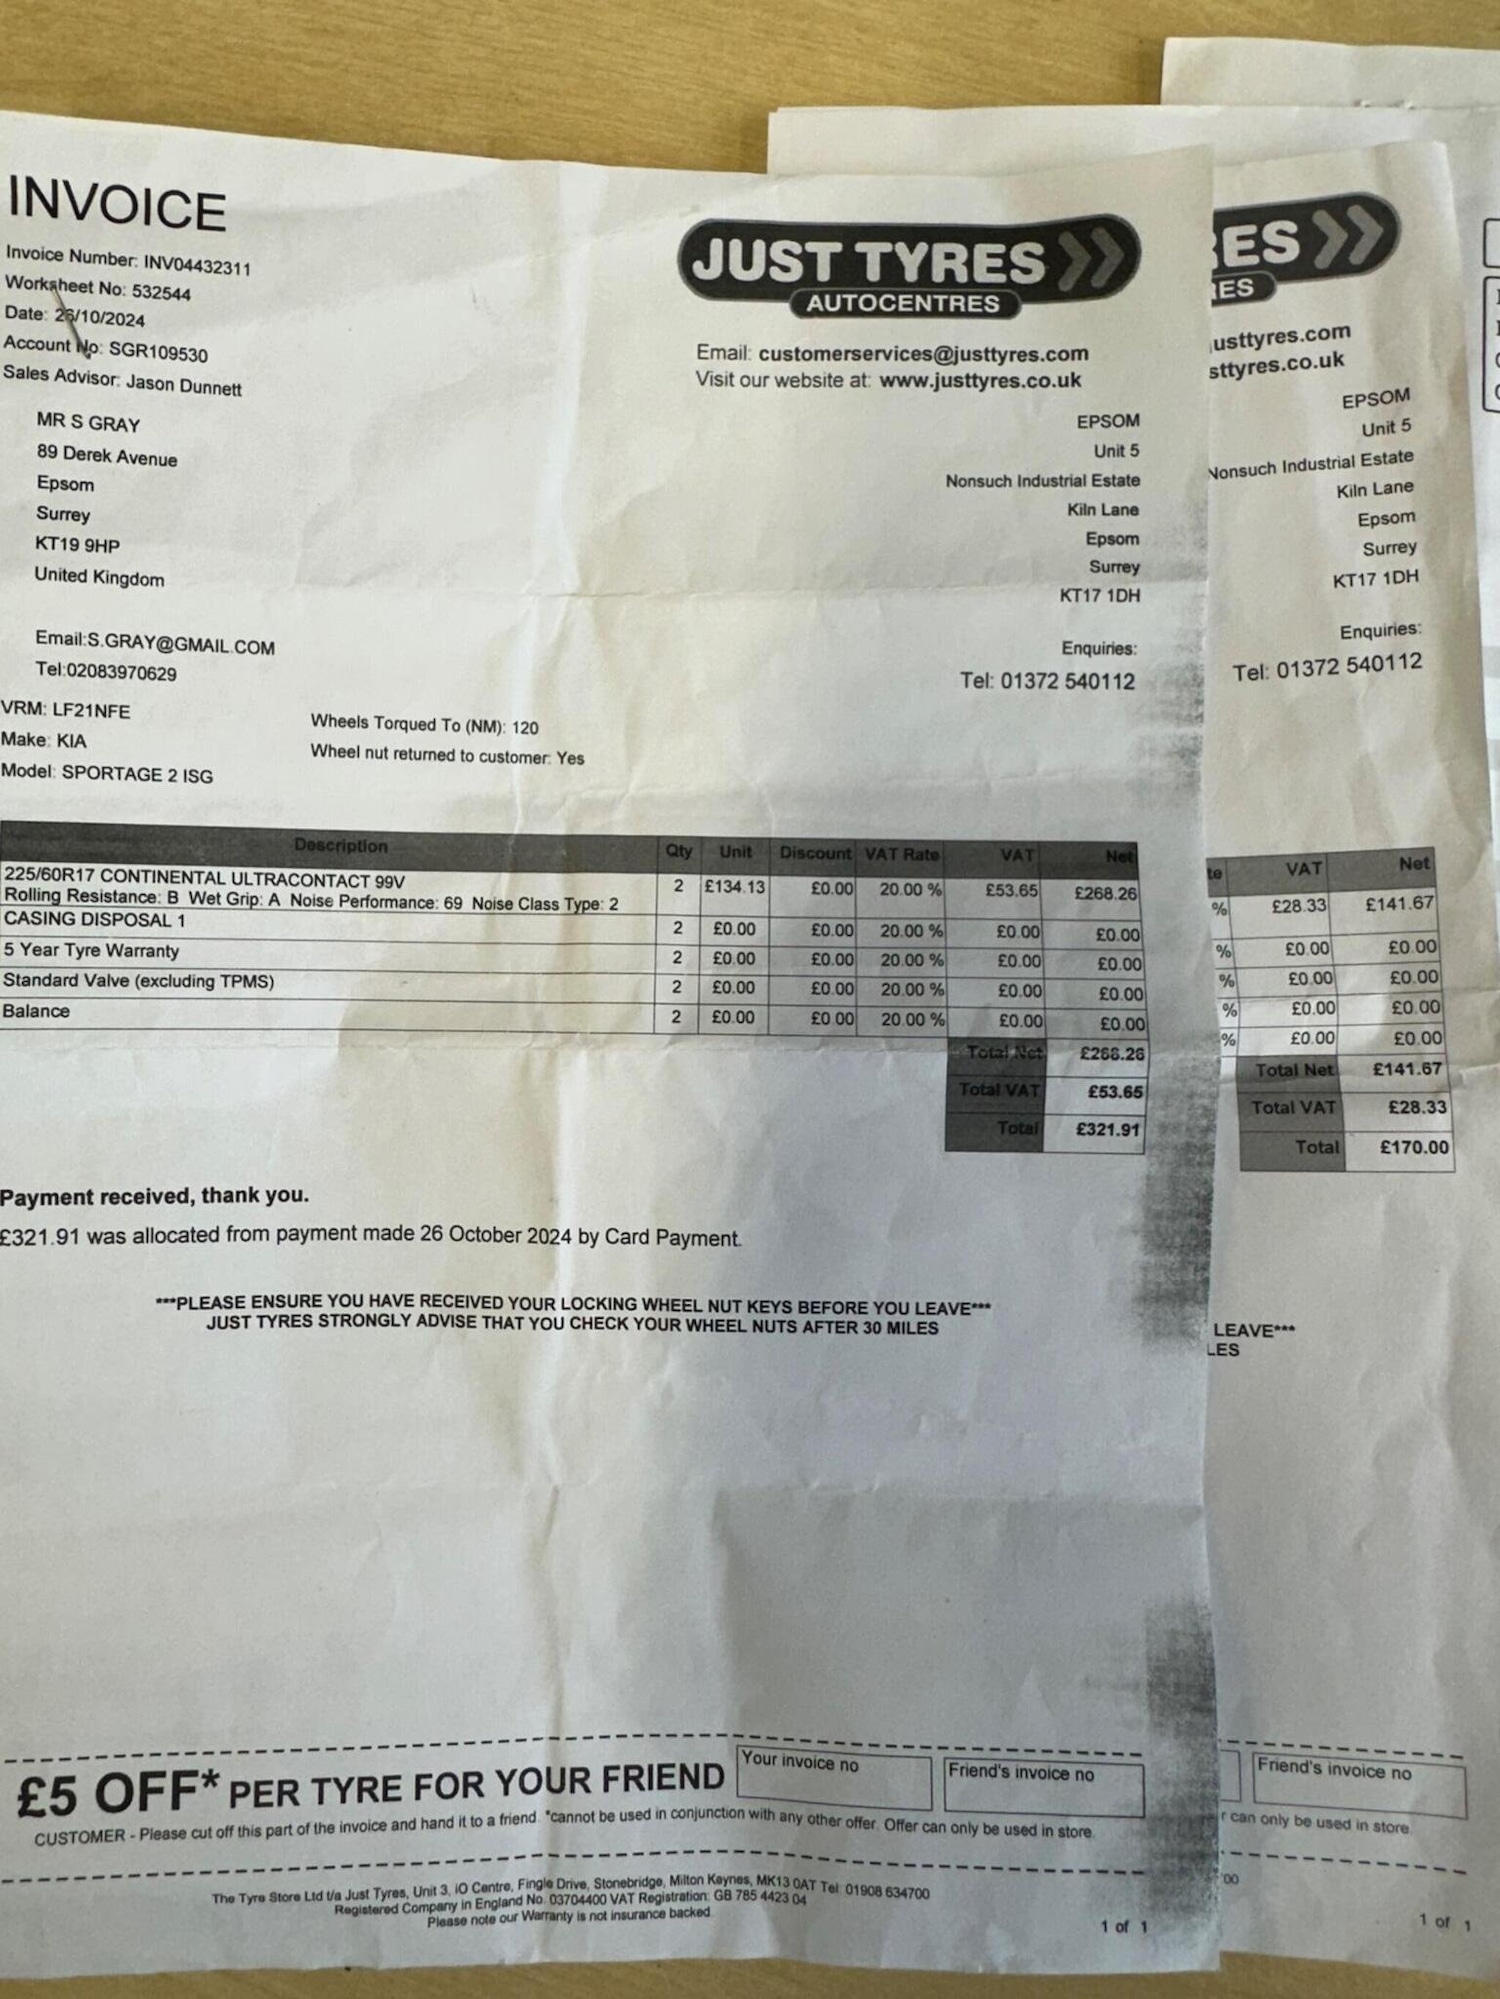 INVOICE
Invoice Number: INV04432311
Worksheet No: 532544
Date: 26/10/2024
Account No: SGR109530
Sales Advisor: Jason Dunnett
MR S GRAY
89 Derek Avenue
Epsom
Surrey
KT19 9HP
United Kingdom
Email:S.GRAY@GMAIL.COM
Tel:02083970629
VRM: LF21NFE
Make: KIA
Model: SPORTAGE 2 ISG
Wheels Torqued To (NM): 120
Wheel nut returned to customer: Yes
JUST TYRES
AUTOCENTRES
Email: customerservices@justtyres.com
Visit our website at: www.justtyres.co.uk
EPSOM
Unit 5
Nonsuch Industrial Estate
Kiln Lane
Epsom
Surrey
KT17 1DH
Enquiries:
Tel: 01372 540112
Description Qty Unit Discount VAT Rate VAT Net
225/60R17 CONTINENTAL ULTRACONTACT 99V
Rolling Resistance: B Wet Grip: A Noise Performance: 69 Noise Class Type: 2
2 £134.13 £0.00 20.00 % £53.65 £268.26
CASING DISPOSAL 1 2 £0.00 £0.00 20.00 % £0.00 £0.00
5 Year Tyre Warranty 2 £0.00 £0.00 20.00 % £0.00 £0.00
Standard Valve (excluding TPMS) 2 £0.00 £0.00 20.00 % £0.00 £0.00
Balance 2 £0.00 £0.00 20.00 % £0.00 £0.00
Total Net £268.26
Total VAT £53.65
Total £321.91
Payment received, thank you.
£321.91 was allocated from payment made 26 October 2024 by Card Payment.
***PLEASE ENSURE YOU HAVE RECEIVED YOUR LOCKING WHEEL NUT KEYS BEFORE YOU LEAVE***
JUST TYRES STRONGLY ADVISE THAT YOU CHECK YOUR WHEEL NUTS AFTER 30 MILES
£5 OFF* PER TYRE FOR YOUR FRIEND
Your invoice no
Friend's invoice no
CUSTOMER - Please cut off this part of the invoice and hand it to a friend. *cannot be used in conjunction with any other offer. Offer can only be used in store.
The Tyre Store Ltd t/a Just Tyres, Unit 3, iO Centre, Fingle Drive, Stonebridge, Milton Keynes, MK13 0AT Tel: 01908 634700
Registered Company in England No. 03704400 VAT Registration: GB 785 4423 04
Please note our Warranty is not insurance backed
1 of 1
RES
RES
usttyres.com
sttyres.co.uk
EPSOM
Unit 5
Nonsuch Industrial Estate
Kiln Lane
Epsom
Surrey
KT17 1DH
Enquiries:
Tel: 01372 540112
te VAT Net
% £28.33 £141.67
% £0.00 £0.00
% £0.00 £0.00
% £0.00 £0.00
% £0.00 £0.00
Total Net £141.67
Total VAT £28.33
Total £170.00
LEAVE***
LES
Friend's invoice no
r can only be used in store.
00
1 of 1